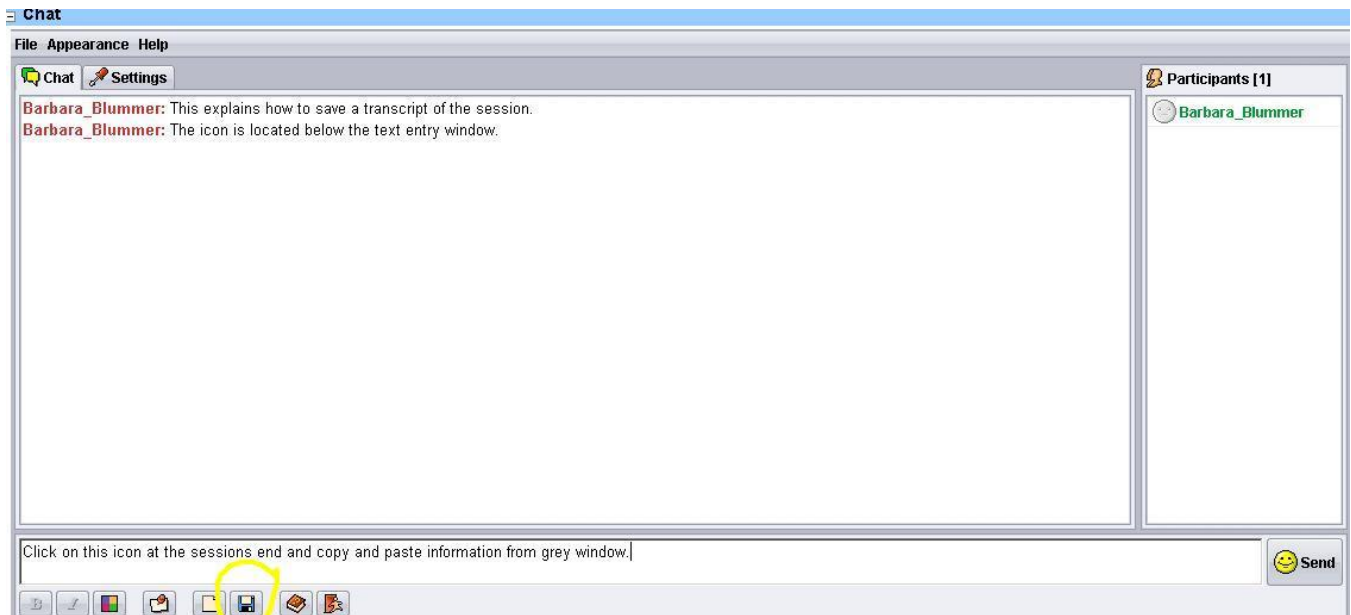 Chat
File Appearance Help
Chat Settings
Participants [1]
Barbara_Blummer: This explains how to save a transcript of the session.
Barbara_Blummer
Barbara_Blummer: The icon is located below the text entry window.
Click on this icon at the sessions end and copy and paste information from grey window.
Send
B I